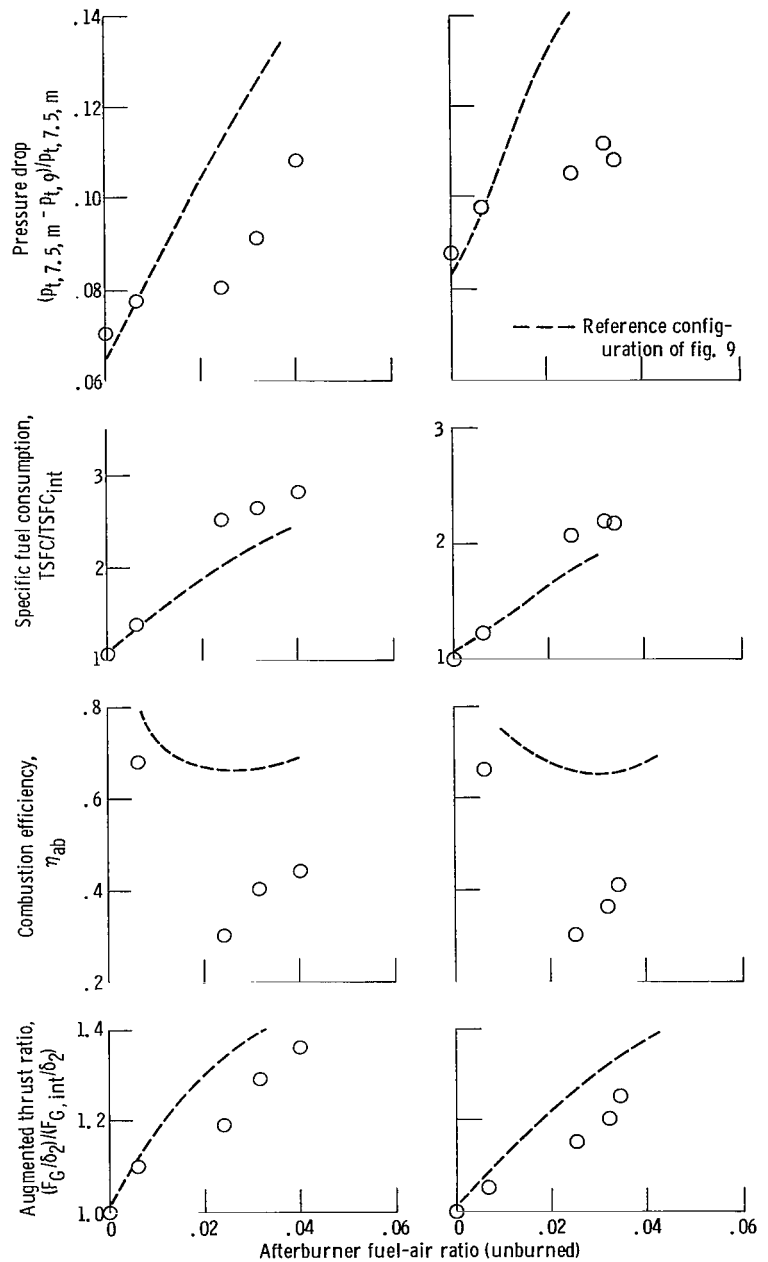 Pressure drop
(pt, 7.5, m - pt, 9)/pt, 7.5, m
.14
.12
.10
.08
.06
Reference config-
uration of fig. 9
Specific fuel consumption,
TSFC/TSFCint
3
2
1
3
2
1
Combustion efficiency,
ηab
.8
.6
.4
.2
Augmented thrust ratio,
(FG/δ2)/(FG, int/δ2)
1.4
1.2
1.0
0
.02
.04
.06
0
.02
.04
.06
Afterburner fuel-air ratio (unburned)